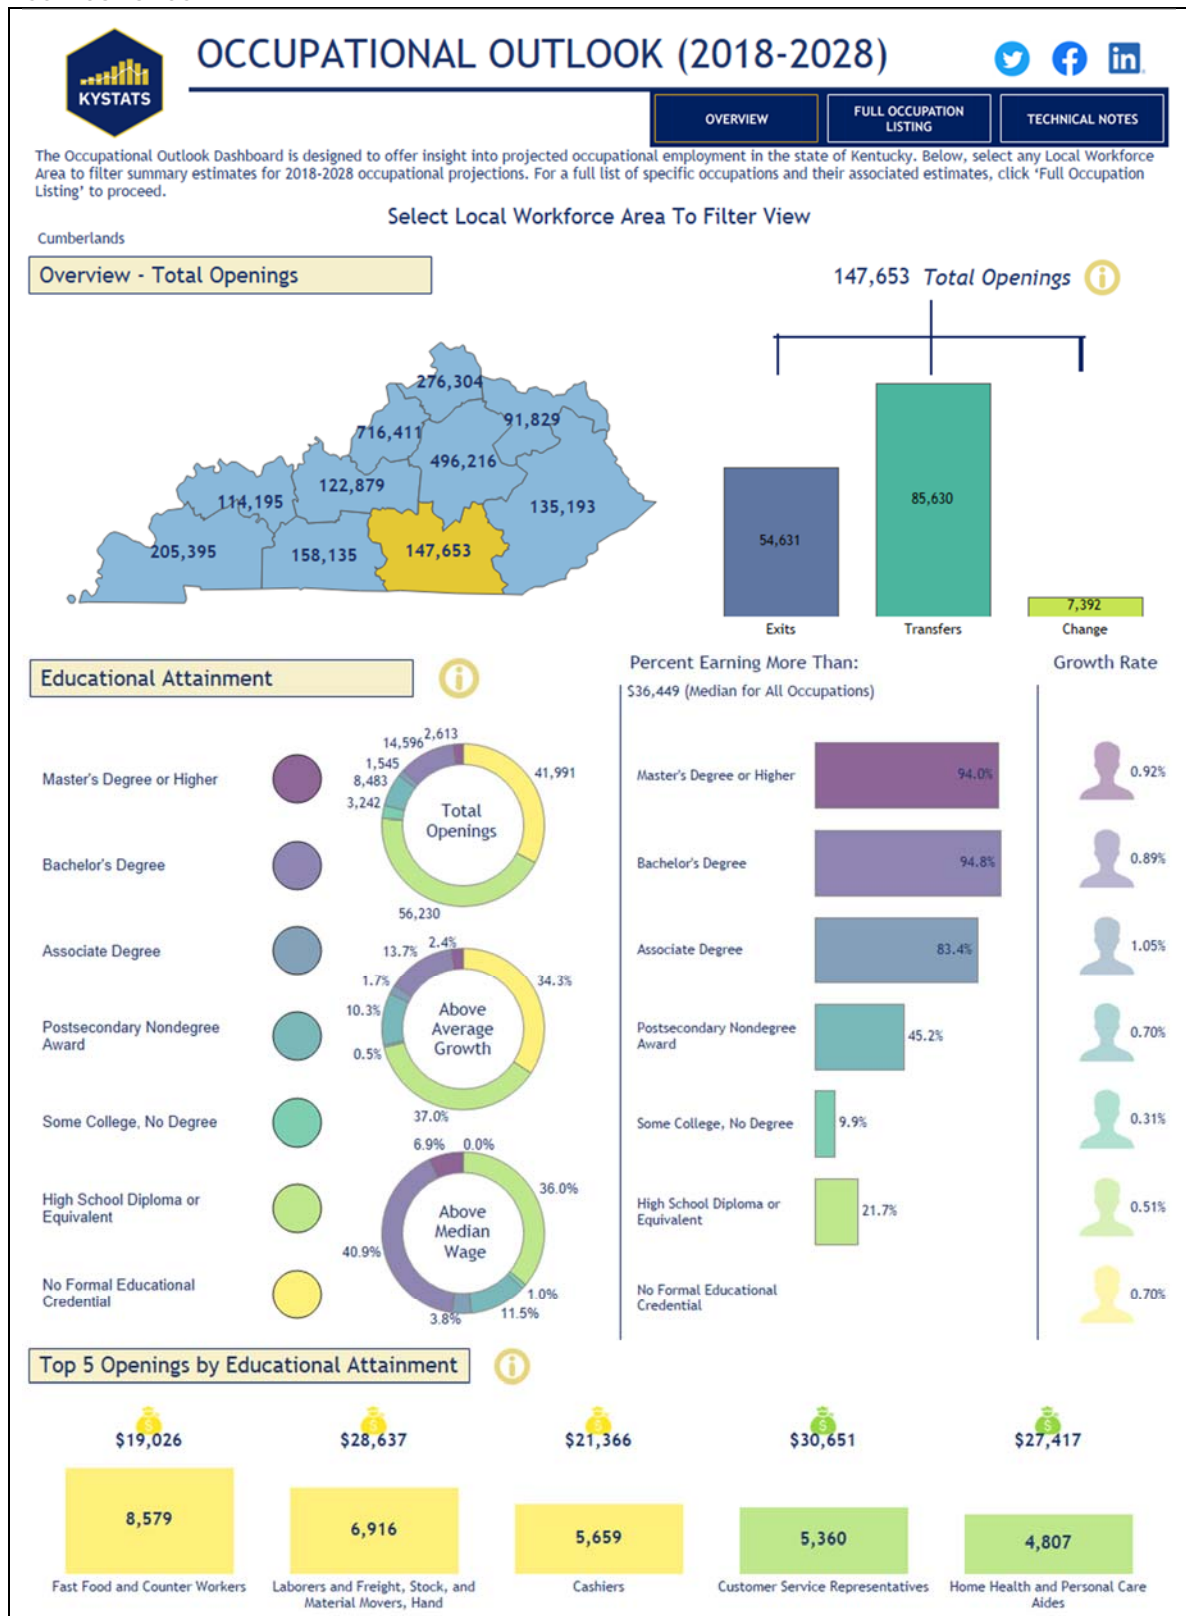 KYSTATS
OCCUPATIONAL OUTLOOK (2018-2028)
in
OVERVIEW
FULL OCCUPATION
LISTING
TECHNICAL NOTES
The Occupational Outlook Dashboard is designed to offer insight into projected occupational employment in the state of Kentucky. Below, select any Local Workforce
Area to filter summary estimates for 2018-2028 occupational projections. For a full list of specific occupations and their associated estimates, click ‘Full Occupation
Listing’ to proceed.
Select Local Workforce Area To Filter View
Cumberlands
Overview - Total Openings
147,653 Total Openings
276,304
91,829
716,411
496,216
122,879
114,195
135,193
205,395
158,135
147,653
85,630
54,631
7,392
Exits
Transfers
Change
Educational Attainment
Percent Earning More Than:
$36,449 (Median for All Occupations)
Growth Rate
Master's Degree or Higher
Bachelor's Degree
Associate Degree
Postsecondary Nondegree
Award
Some College, No Degree
High School Diploma or
Equivalent
No Formal Educational
Credential
14,596
2,613
1,545
8,483
3,242
41,991
Total
Openings
56,230
13.7%
2.4%
1.7%
10.3%
0.5%
34.3%
Above
Average
Growth
37.0%
6.9%
0.0%
36.0%
Above
Median
Wage
40.9%
1.0%
11.5%
3.8%
Master's Degree or Higher
94.0%
0.92%
Bachelor's Degree
94.8%
0.89%
Associate Degree
83.4%
1.05%
Postsecondary Nondegree
Award
45.2%
0.70%
Some College, No Degree
9.9%
0.31%
High School Diploma or
Equivalent
21.7%
0.51%
No Formal Educational
Credential
0.70%
Top 5 Openings by Educational Attainment
$19,026
$28,637
$21,366
$30,651
$27,417
8,579
6,916
5,659
5,360
4,807
Fast Food and Counter Workers
Laborers and Freight, Stock, and
Material Movers, Hand
Cashiers
Customer Service Representatives
Home Health and Personal Care
Aides